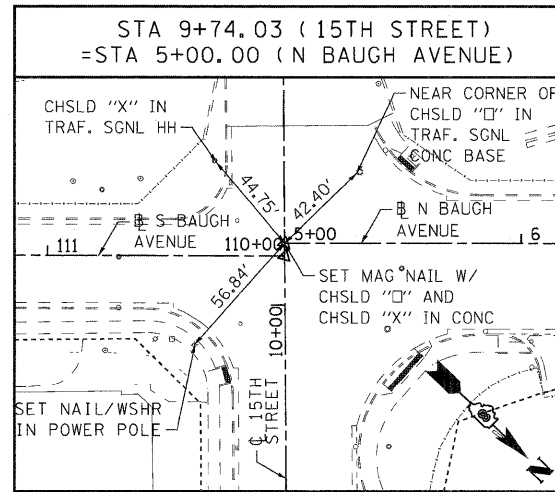 STA 9+74.03 (15TH STREET)
=STA 5+00.00 (N BAUGH AVENUE)
CHSLD "X" IN
TRAF. SGNL HH
NEAR CORNER OF
CHSLD "□" IN
TRAF. SGNL
CONC BASE
44.75'
42.40'
℄ S BAUGH
AVENUE
℄ N BAUGH
AVENUE
111
110+00
5+00
6
56.84'
SET MAG NAIL W/
CHSLD "□" AND
CHSLD "X" IN CONC
10+00
SET NAIL/WSHR
IN POWER POLE
℄ 15TH
STREET
N